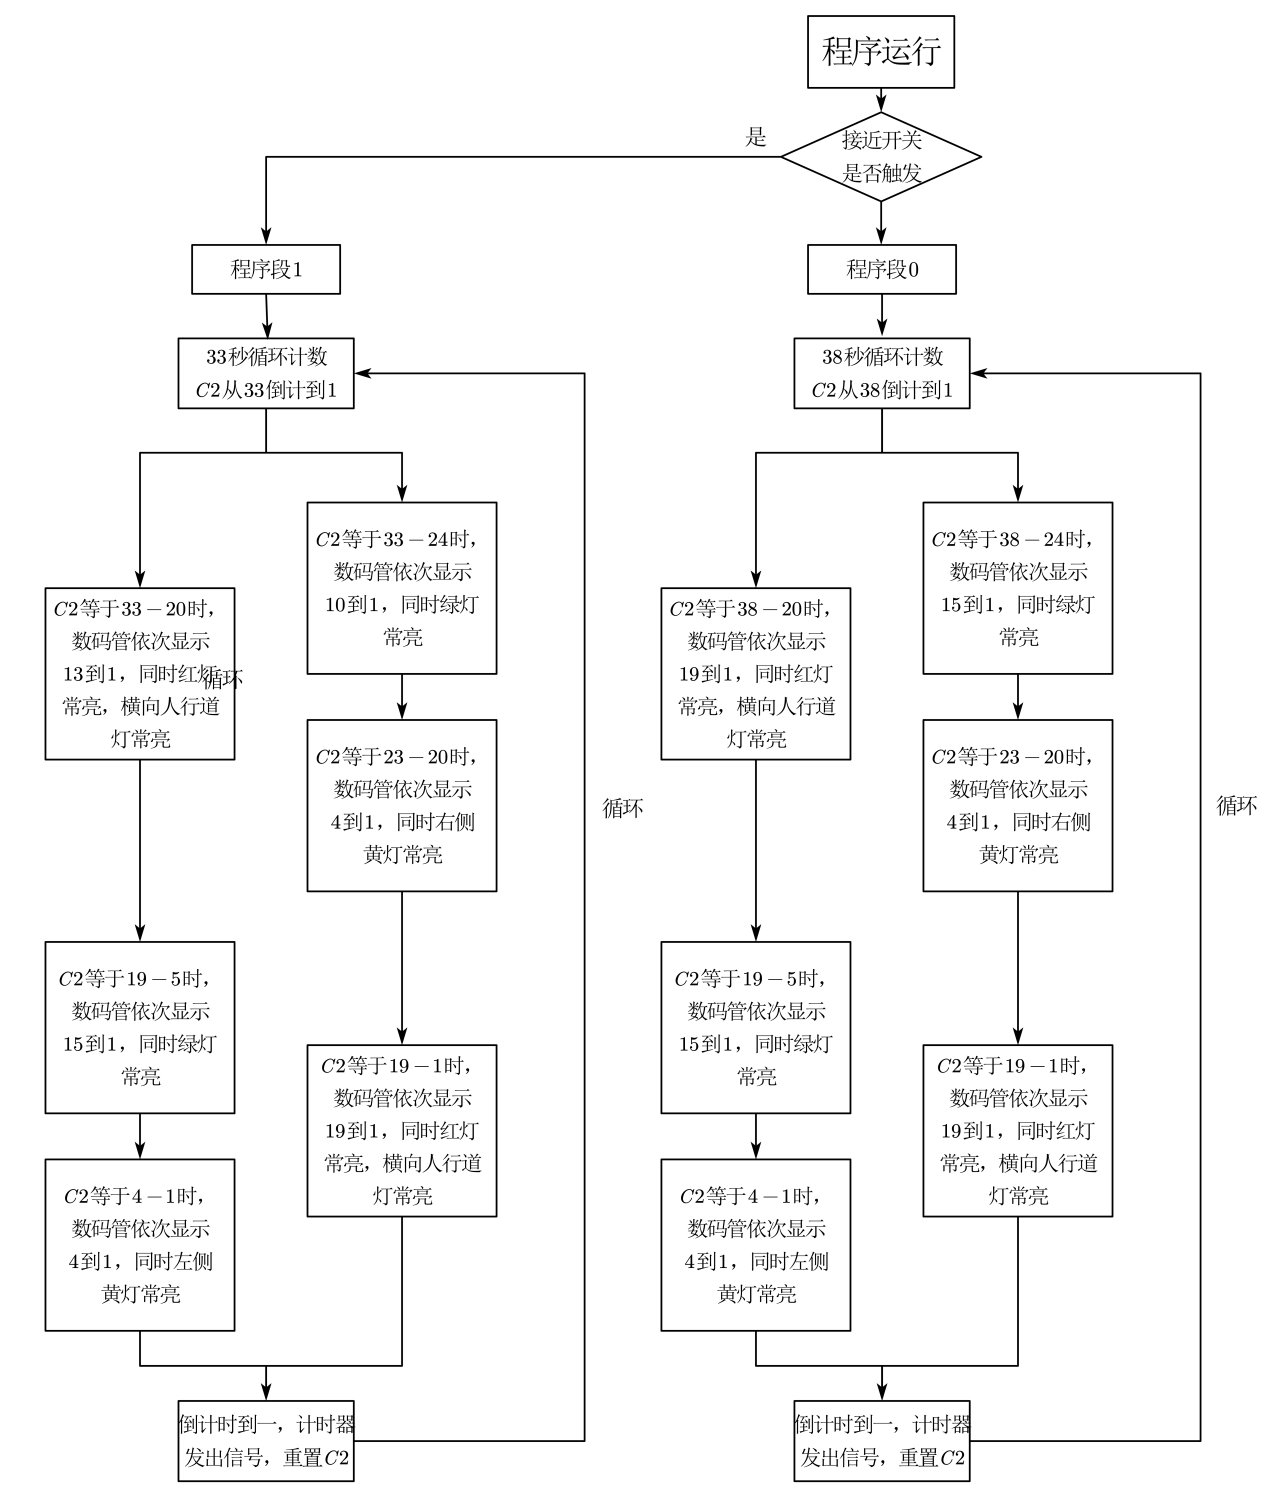 程序运行
是
接近开关
是否触发
程序段1
程序段0
33秒循环计数
C2从33倒计到1
38秒循环计数
C2从38倒计到1
C2等于33-20时，
数码管依次显示
13到1，同时红灯
常亮，横向人行道
灯常亮
循环
C2等于33-24时，
数码管依次显示
10到1，同时绿灯
常亮
C2等于23-20时，
数码管依次显示
4到1，同时右侧
黄灯常亮
循环
C2等于19-5时，
数码管依次显示
15到1，同时绿灯
常亮
C2等于19-1时，
数码管依次显示
19到1，同时红灯
常亮，横向人行道
灯常亮
C2等于4-1时，
数码管依次显示
4到1，同时左侧
黄灯常亮
倒计时到一，计时器
发出信号，重置C2
C2等于38-20时，
数码管依次显示
19到1，同时红灯
常亮，横向人行道
灯常亮
C2等于38-24时，
数码管依次显示
15到1，同时绿灯
常亮
C2等于23-20时，
数码管依次显示
4到1，同时右侧
黄灯常亮
循环
C2等于19-5时，
数码管依次显示
15到1，同时绿灯
常亮
C2等于19-1时，
数码管依次显示
19到1，同时红灯
常亮，横向人行道
灯常亮
C2等于4-1时，
数码管依次显示
4到1，同时左侧
黄灯常亮
倒计时到一，计时器
发出信号，重置C2